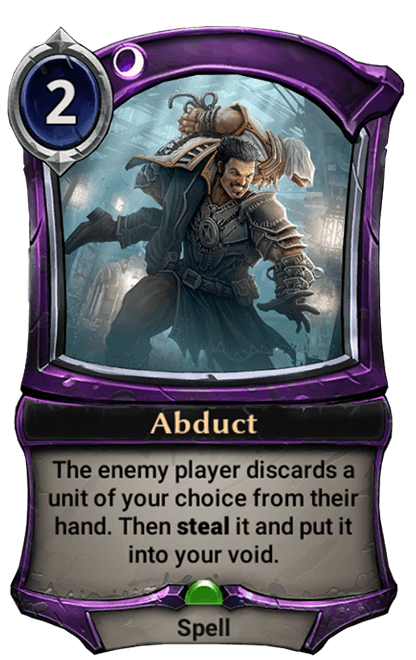 2
Abduct
The enemy player discards a
unit of your choice from their
hand. Then steal it and put it
into your void.
Spell